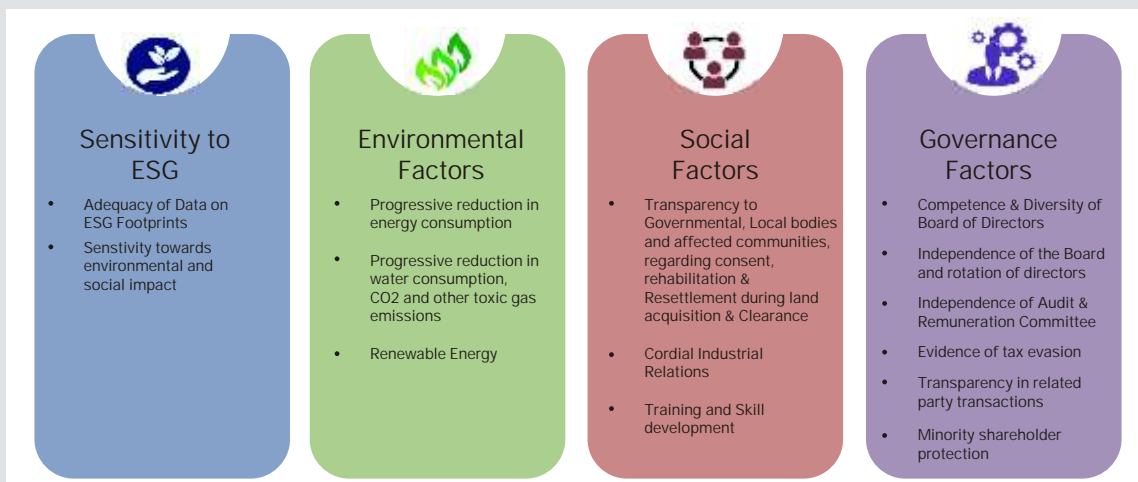 Sensitivity to
ESG
• Adequacy of Data on
ESG Footprints
• Senstivity towards
environmental and
social impact
Environmental
Factors
• Progressive reduction in
energy consumption
• Progressive reduction in
water consumption,
CO2 and other toxic gas
emissions
• Renewable Energy
Social
Factors
• Transparency to
Governmental, Local bodies
and affected communities,
regarding consent,
rehabilitation &
Resettlement during land
acquisition & Clearance
• Cordial Industrial
Relations
• Training and Skill
development
Governance
Factors
• Competence & Diversity of
Board of Directors
• Independence of the Board
and rotation of directors
• Independence of Audit &
Remuneration Committee
• Evidence of tax evasion
• Transparency in related
party transactions
• Minority shareholder
protection